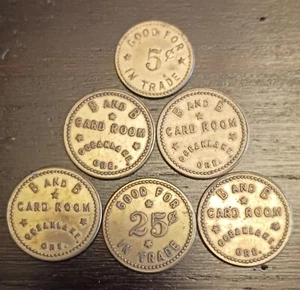 GOOD FOR
5¢
IN TRADE
B AND B
CARD ROOM
OCEANLAKE,
ORE.
B AND B
CARD ROOM
OCEANLAKE,
ORE.
B AND B
CARD ROOM
OCEANLAKE,
ORE.
GOOD FOR
25¢
IN TRADE
B AND B
CARD ROOM
OCEANLAKE,
ORE.